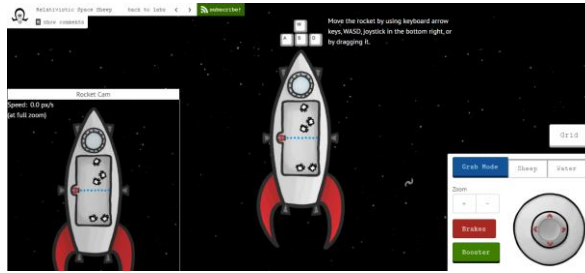 Relativistic Space Sheep
back to labs
<
>
subscribe!
show comments
W
A S D
Move the rocket by using keyboard arrow
keys, WASD, joystick in the bottom right, or
by dragging it.
Rocket Cam
Speed: 0.0 px/s
(at full zoom)
Grid
Grab Mode
Sheep
Water
Zoom
+
-
Brakes
Booster